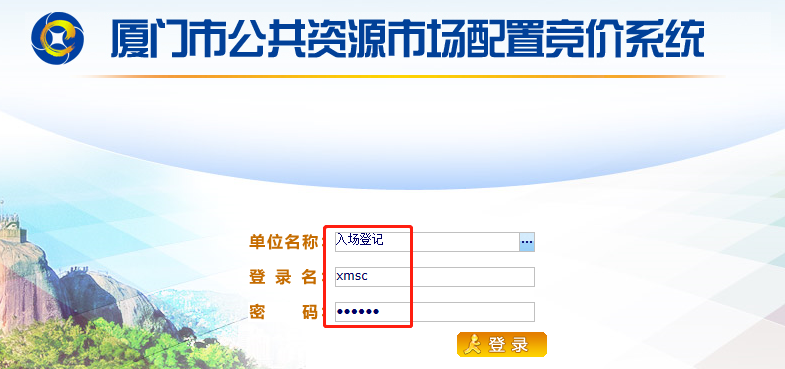 厦门市公共资源市场配置竞价系统
单位名称：入场登记 ...
登 录 名：xmsc
密 码：••••••
登 录